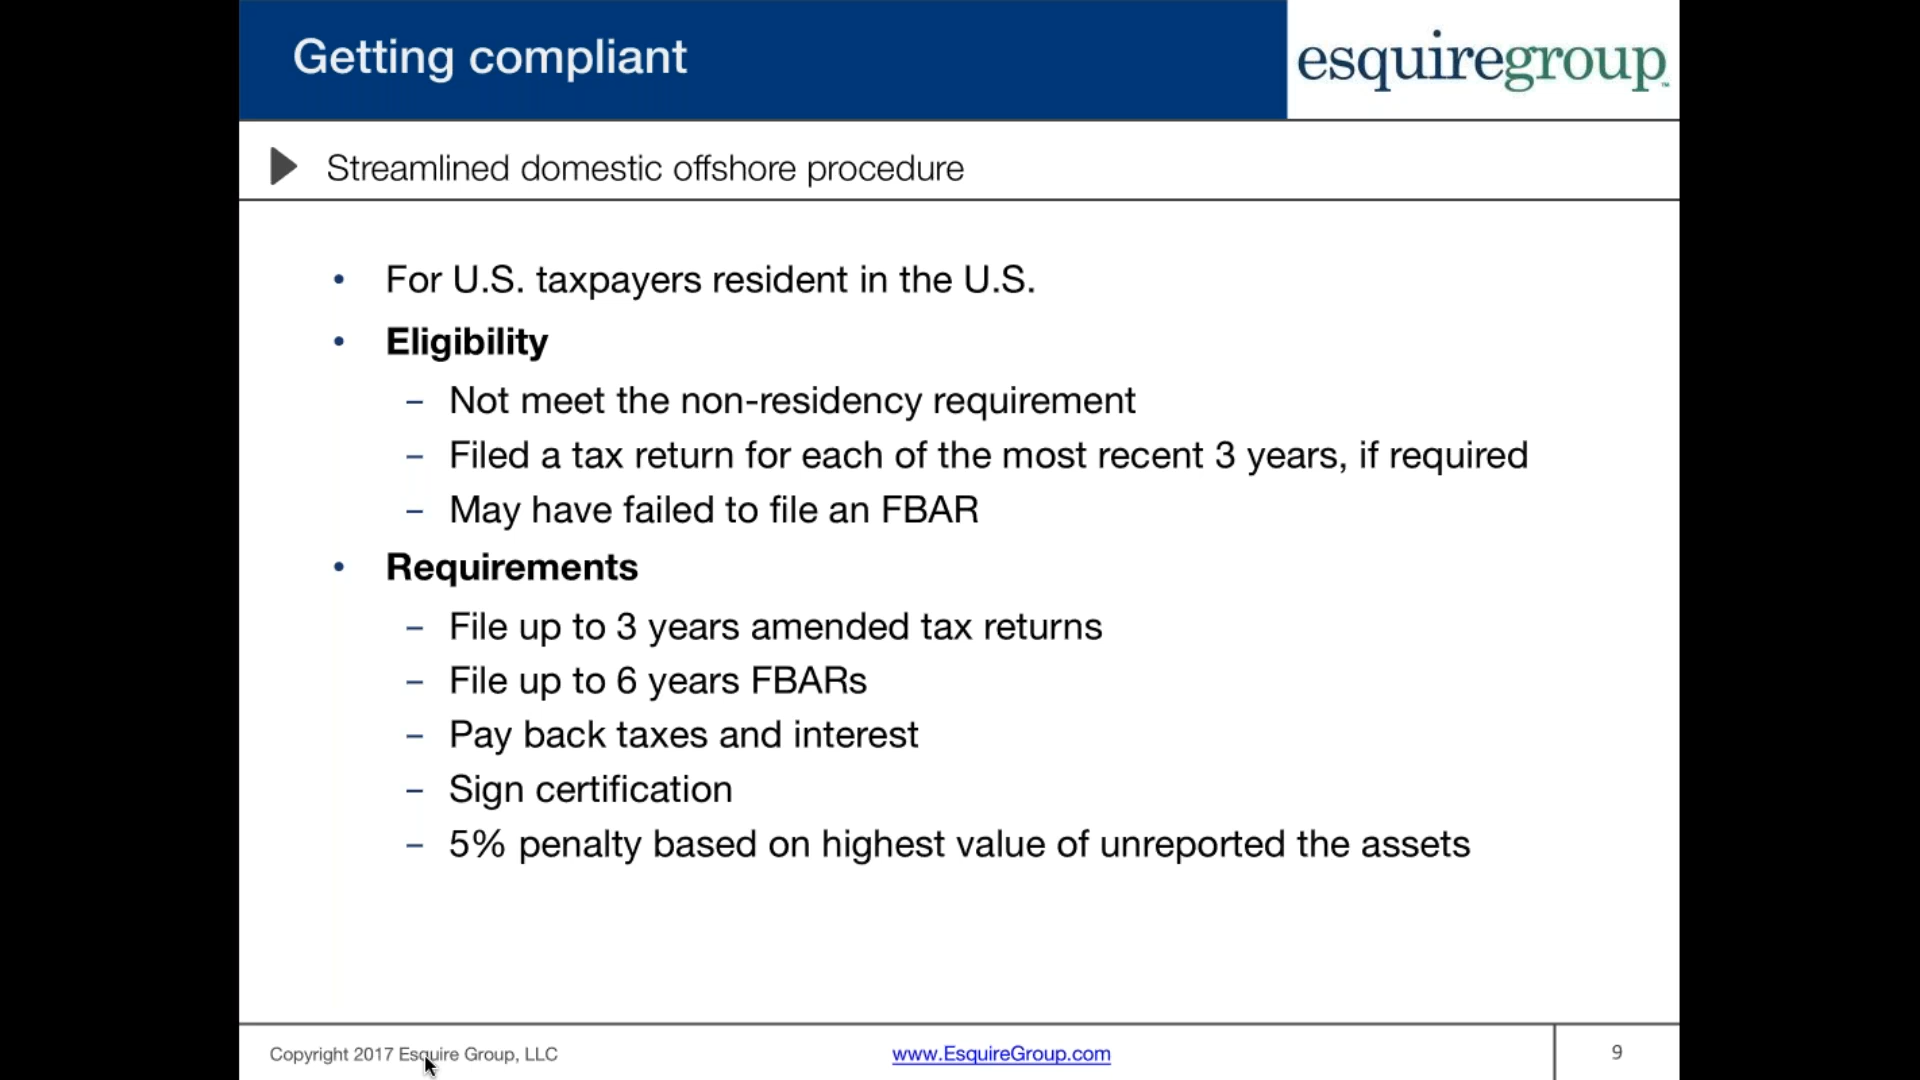 Getting compliant
esquiregroup™
Streamlined domestic offshore procedure
• For U.S. taxpayers resident in the U.S.
• Eligibility
– Not meet the non-residency requirement
– Filed a tax return for each of the most recent 3 years, if required
– May have failed to file an FBAR
• Requirements
– File up to 3 years amended tax returns
– File up to 6 years FBARs
– Pay back taxes and interest
– Sign certification
– 5% penalty based on highest value of unreported the assets
Copyright 2017 Esquire Group, LLC
www.EsquireGroup.com
9